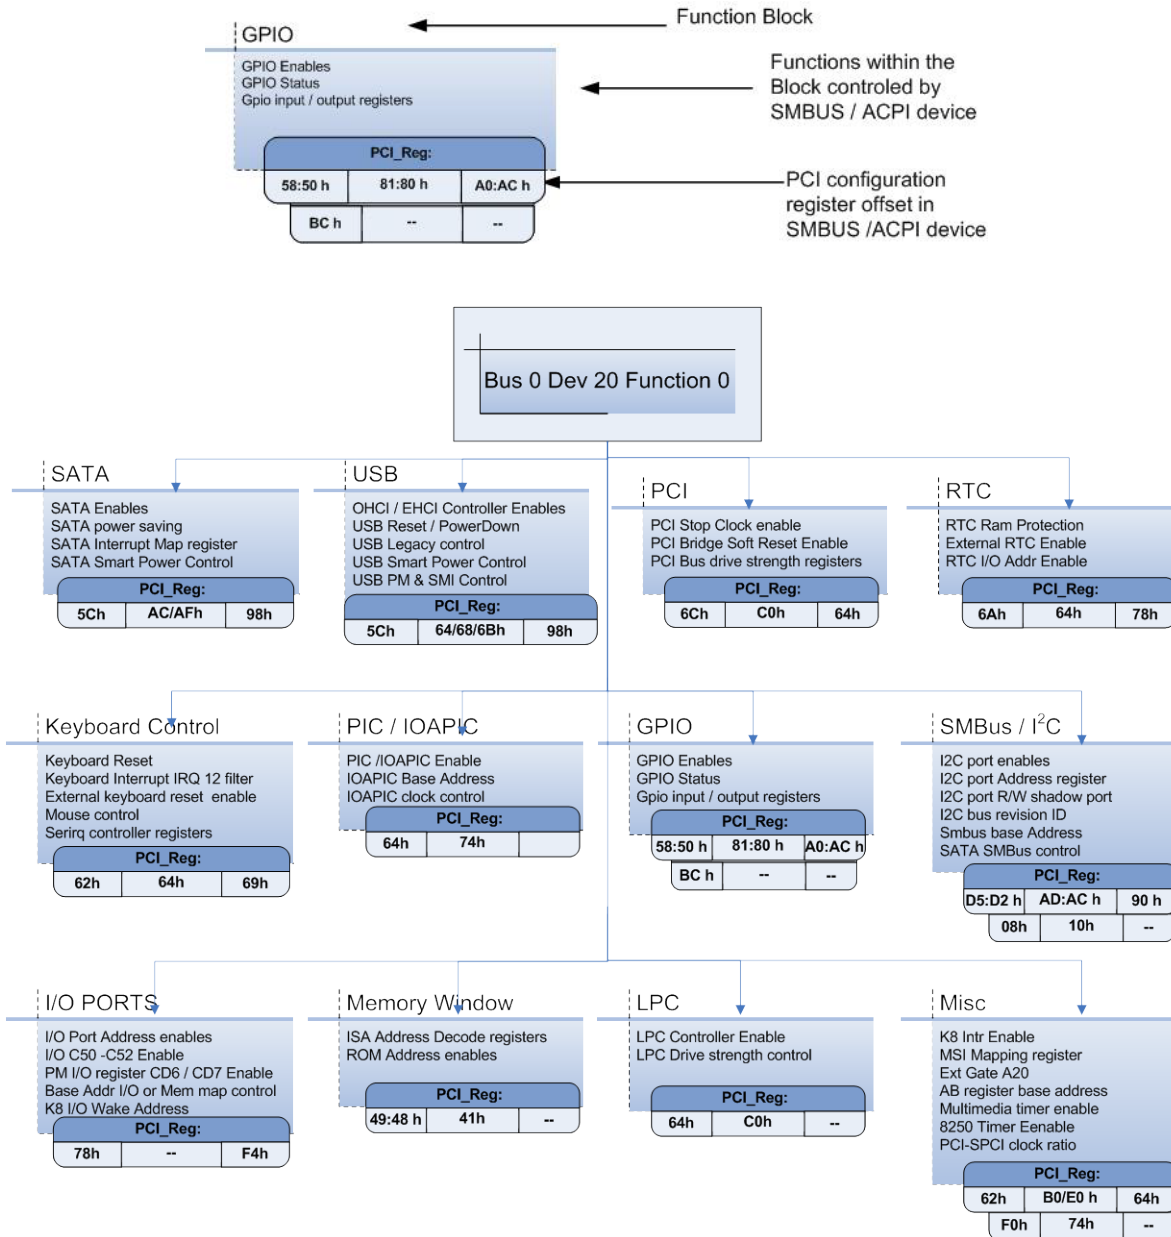 Function Block
GPIO
GPIO Enables
GPIO Status
Gpio input / output registers
Functions within the
Block controled by
SMBUS / ACPI device
PCI_Reg:
58:50 h 81:80 h A0:AC h
BC h -- --
PCI configuration
register offset in
SMBUS /ACPI device
Bus 0 Dev 20 Function 0
SATA
SATA Enables
SATA power saving
SATA Interrupt Map register
SATA Smart Power Control
PCI_Reg:
5Ch AC/AFh 98h
USB
OHCI / EHCI Controller Enables
USB Reset / PowerDown
USB Legacy control
USB Smart Power Control
USB PM & SMI Control
PCI_Reg:
5Ch 64/68/6Bh 98h
PCI
PCI Stop Clock enable
PCI Bridge Soft Reset Enable
PCI Bus drive strength registers
PCI_Reg:
6Ch C0h 64h
RTC
RTC Ram Protection
External RTC Enable
RTC I/O Addr Enable
PCI_Reg:
6Ah 64h 78h
Keyboard Control
Keyboard Reset
Keyboard Interrupt IRQ 12 filter
External keyboard reset enable
Mouse control
Serirq controller registers
PCI_Reg:
62h 64h 69h
PIC / IOAPIC
PIC /IOAPIC Enable
IOAPIC Base Address
IOAPIC clock control
PCI_Reg:
64h 74h
GPIO
GPIO Enables
GPIO Status
Gpio input / output registers
PCI_Reg:
58:50 h 81:80 h A0:AC h
BC h -- --
SMBus / I²C
I2C port enables
I2C port Address register
I2C port R/W shadow port
I2C bus revision ID
Smbus base Address
SATA SMBus control
PCI_Reg:
D5:D2 h AD:AC h 90 h
08h 10h --
I/O PORTS
I/O Port Address enables
I/O C50 -C52 Enable
PM I/O register CD6 / CD7 Enable
Base Addr I/O or Mem map control
K8 I/O Wake Address
PCI_Reg:
78h -- F4h
Memory Window
ISA Address Decode registers
ROM Address enables
PCI_Reg:
49:48 h 41h --
LPC
LPC Controller Enable
LPC Drive strength control
PCI_Reg:
64h C0h --
Misc
K8 Intr Enable
MSI Mapping register
Ext Gate A20
AB register base address
Multimedia timer enable
8250 Timer Eenable
PCI-SPCI clock ratio
PCI_Reg:
62h B0/E0 h 64h
F0h 74h --